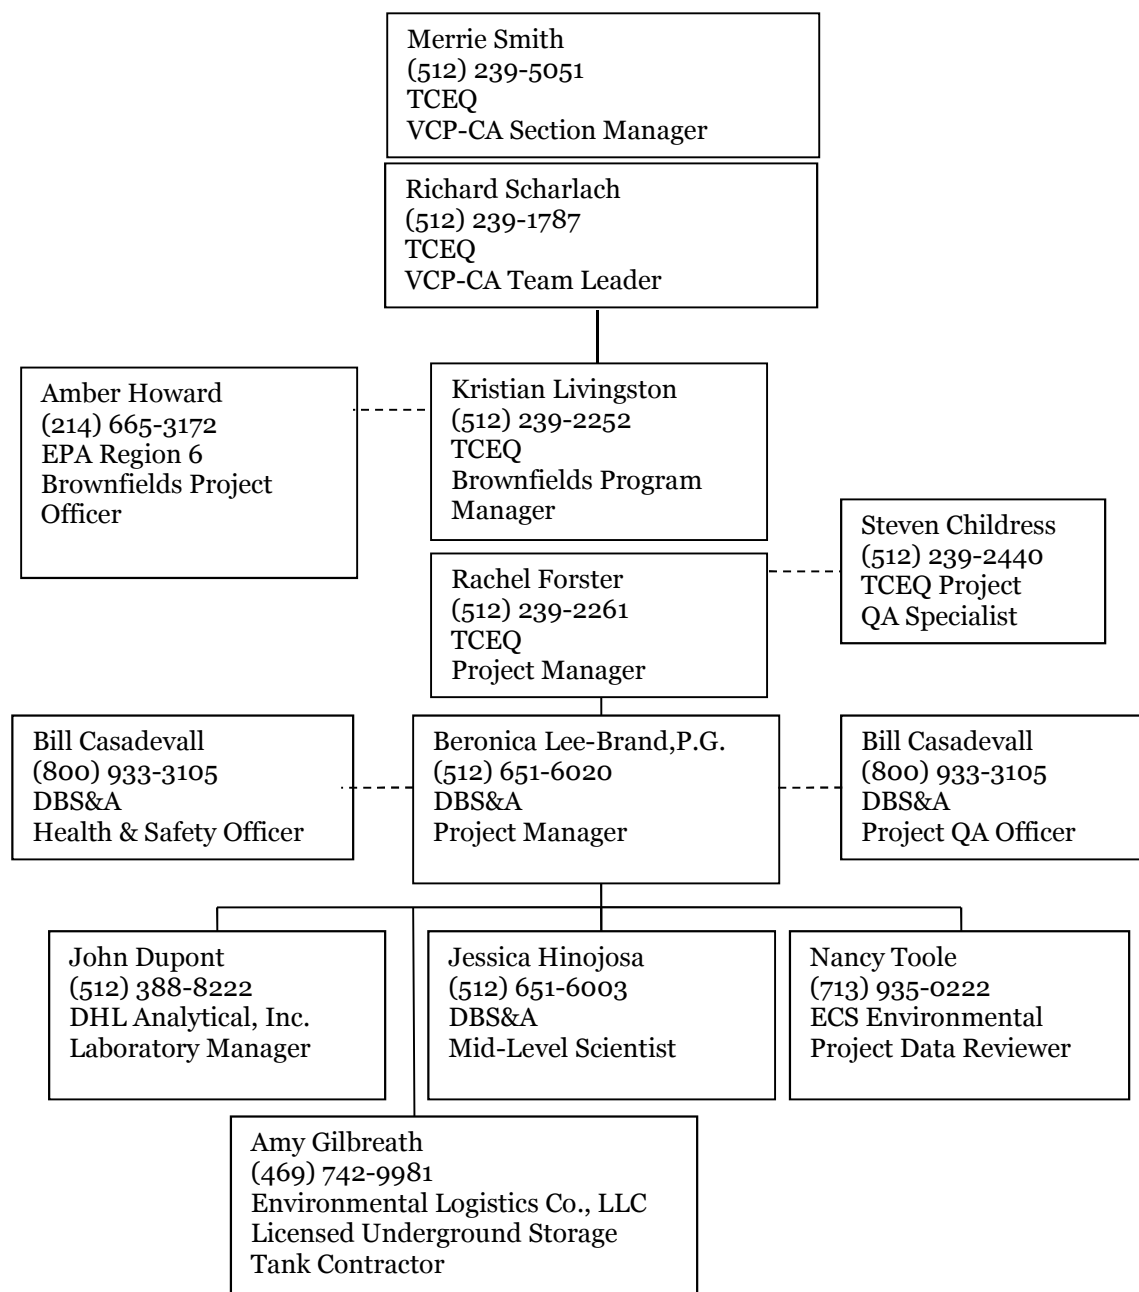 Merrie Smith
(512) 239-5051
TCEQ
VCP-CA Section Manager
Richard Scharlach
(512) 239-1787
TCEQ
VCP-CA Team Leader
Amber Howard
(214) 665-3172
EPA Region 6
Brownfields Project
Officer
Kristian Livingston
(512) 239-2252
TCEQ
Brownfields Program
Manager
Steven Childress
(512) 239-2440
TCEQ Project
QA Specialist
Rachel Forster
(512) 239-2261
TCEQ
Project Manager
Bill Casadevall
(800) 933-3105
DBS&A
Health & Safety Officer
Beronica Lee-Brand,P.G.
(512) 651-6020
DBS&A
Project Manager
Bill Casadevall
(800) 933-3105
DBS&A
Project QA Officer
John Dupont
(512) 388-8222
DHL Analytical, Inc.
Laboratory Manager
Jessica Hinojosa
(512) 651-6003
DBS&A
Mid-Level Scientist
Nancy Toole
(713) 935-0222
ECS Environmental
Project Data Reviewer
Amy Gilbreath
(469) 742-9981
Environmental Logistics Co., LLC
Licensed Underground Storage
Tank Contractor